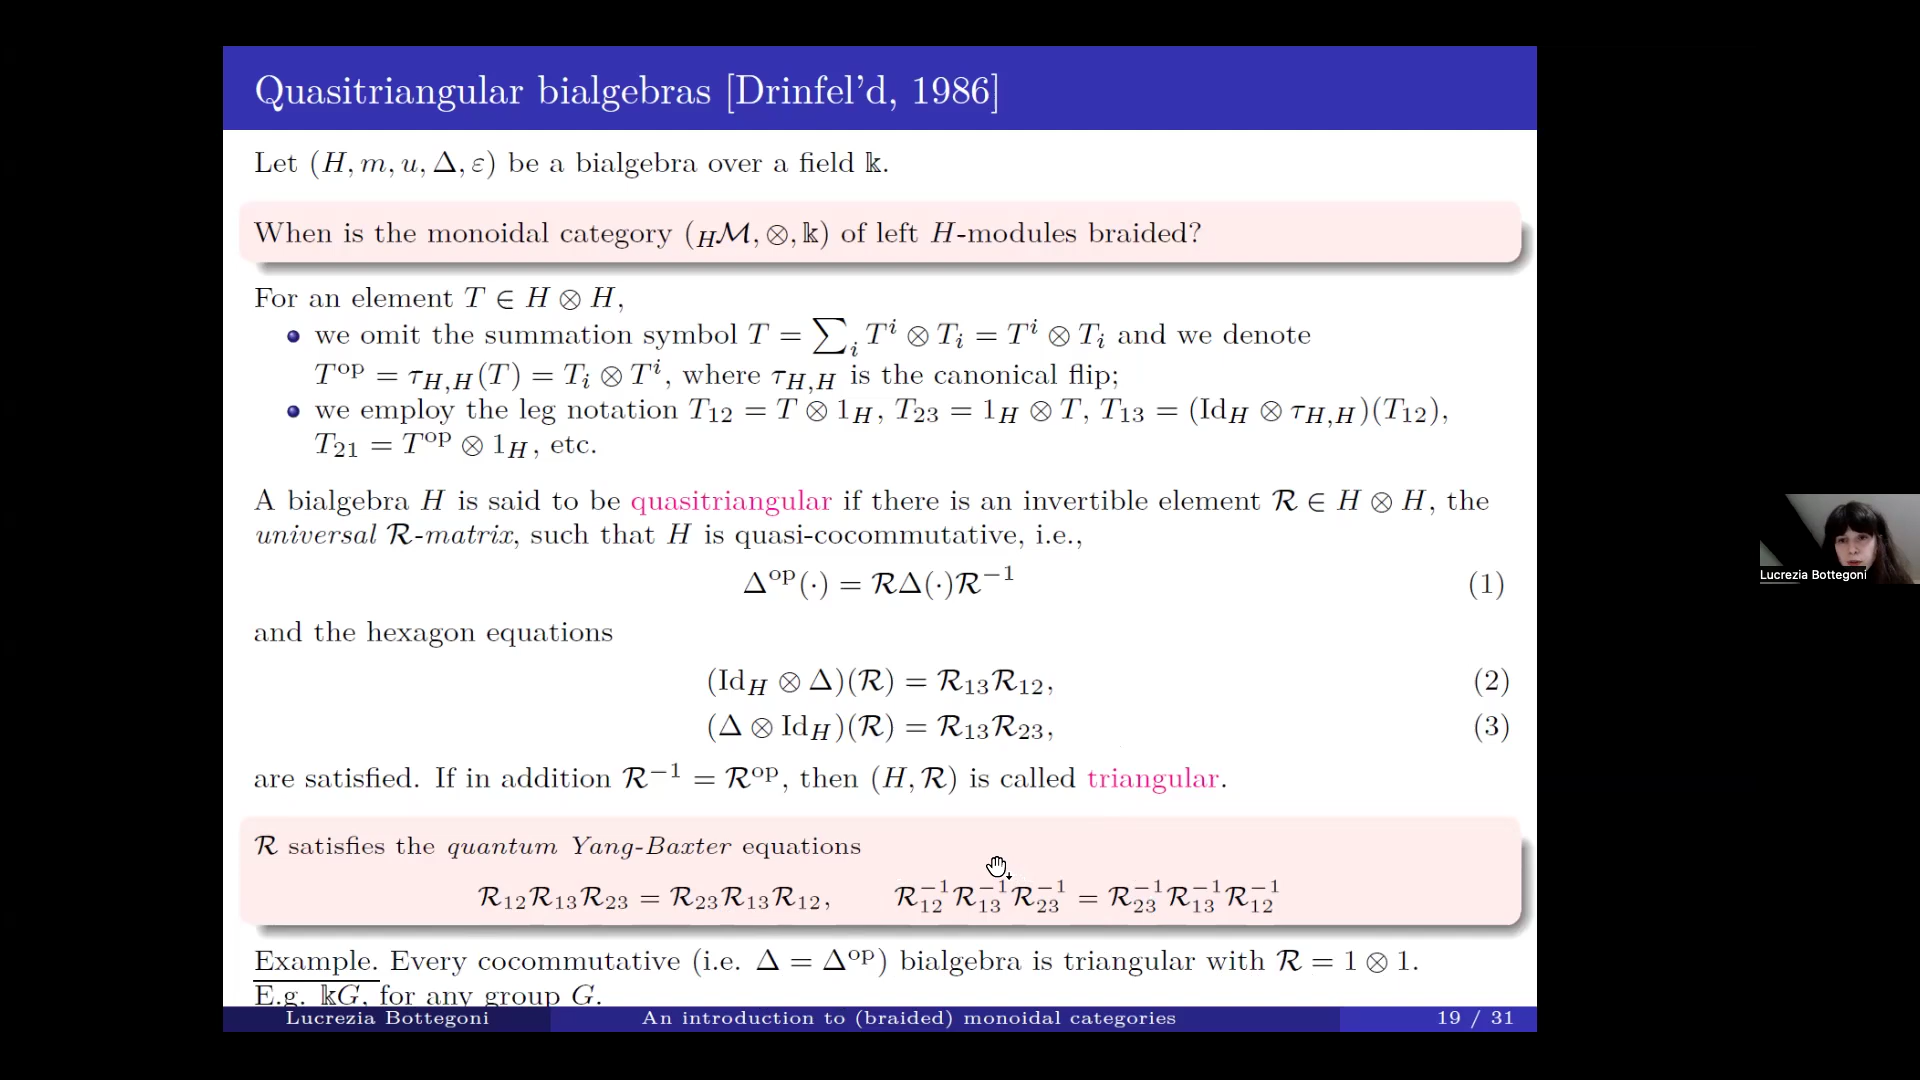 Quasitriangular bialgebras [Drinfel'd, 1986]
Let (H, m, u, Δ, ε) be a bialgebra over a field 𝕜.
When is the monoidal category (_Hℳ, ⊗, 𝕜) of left H-modules braided?
For an element T ∈ H ⊗ H,
we omit the summation symbol T = ∑_i T^i ⊗ T_i = T^i ⊗ T_i and we denote
T^op = τ_{H,H}(T) = T_i ⊗ T^i, where τ_{H,H} is the canonical flip;
we employ the leg notation T_12 = T ⊗ 1_H, T_23 = 1_H ⊗ T, T_13 = (Id_H ⊗ τ_{H,H})(T_12),
T_21 = T^op ⊗ 1_H, etc.
A bialgebra H is said to be quasitriangular if there is an invertible element ℛ ∈ H ⊗ H, the
universal ℛ-matrix, such that H is quasi-cocommutative, i.e.,
Δ^op(·) = ℛΔ(·)ℛ^{-1} (1)
and the hexagon equations
(Id_H ⊗ Δ)(ℛ) = ℛ_13ℛ_12, (2)
(Δ ⊗ Id_H)(ℛ) = ℛ_13ℛ_23, (3)
are satisfied. If in addition ℛ^{-1} = ℛ^op, then (H, ℛ) is called triangular.
ℛ satisfies the quantum Yang-Baxter equations
ℛ_12ℛ_13ℛ_23 = ℛ_23ℛ_13ℛ_12, ℛ_12^{-1}ℛ_13^{-1}ℛ_23^{-1} = ℛ_23^{-1}ℛ_13^{-1}ℛ_12^{-1}
Example. Every cocommutative (i.e. Δ = Δ^op) bialgebra is triangular with ℛ = 1 ⊗ 1.
E.g. 𝕜G, for any group G.
Lucrezia Bottegoni An introduction to (braided) monoidal categories 19 / 31
Lucrezia Bottegoni